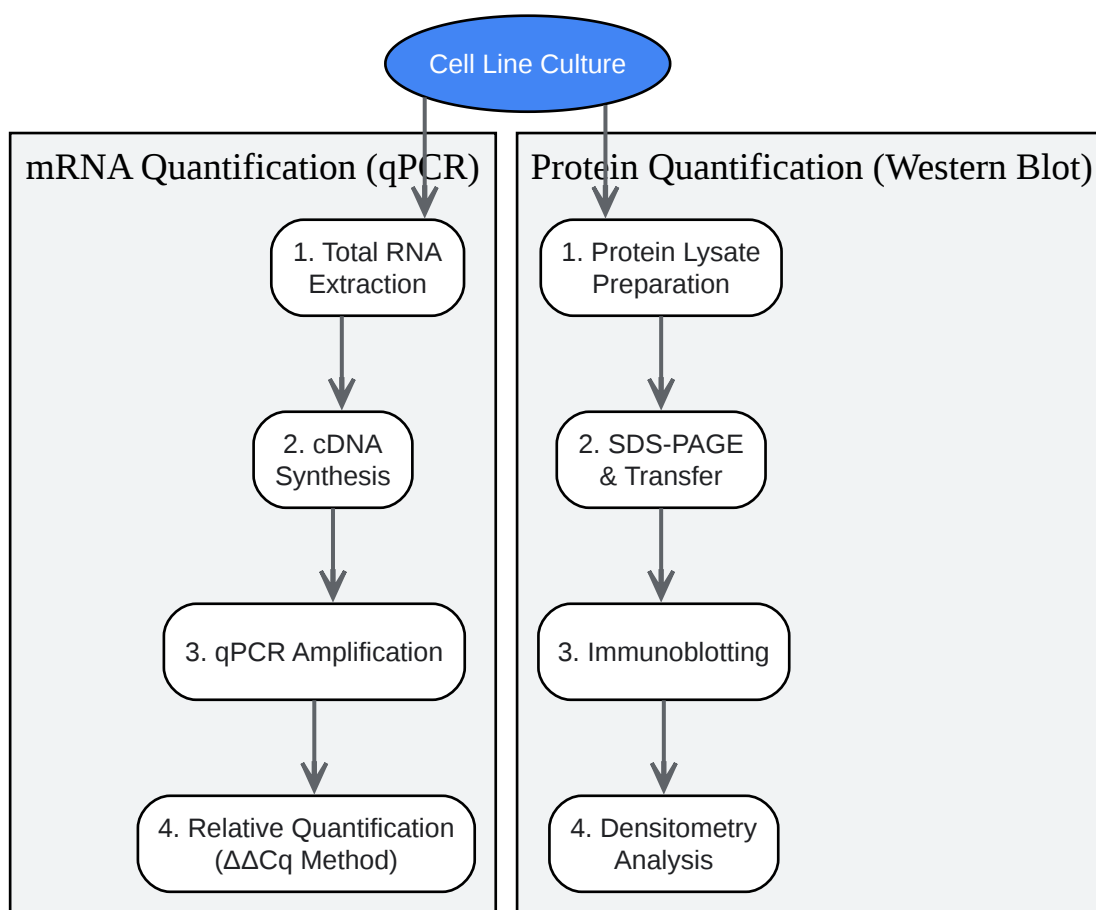 Cell Line Culture
mRNA Quantification (qPCR)
1. Total RNA
Extraction
2. cDNA
Synthesis
3. qPCR Amplification
4. Relative Quantification
(ΔΔCq Method)
Protein Quantification (Western Blot)
1. Protein Lysate
Preparation
2. SDS-PAGE
& Transfer
3. Immunoblotting
4. Densitometry
Analysis